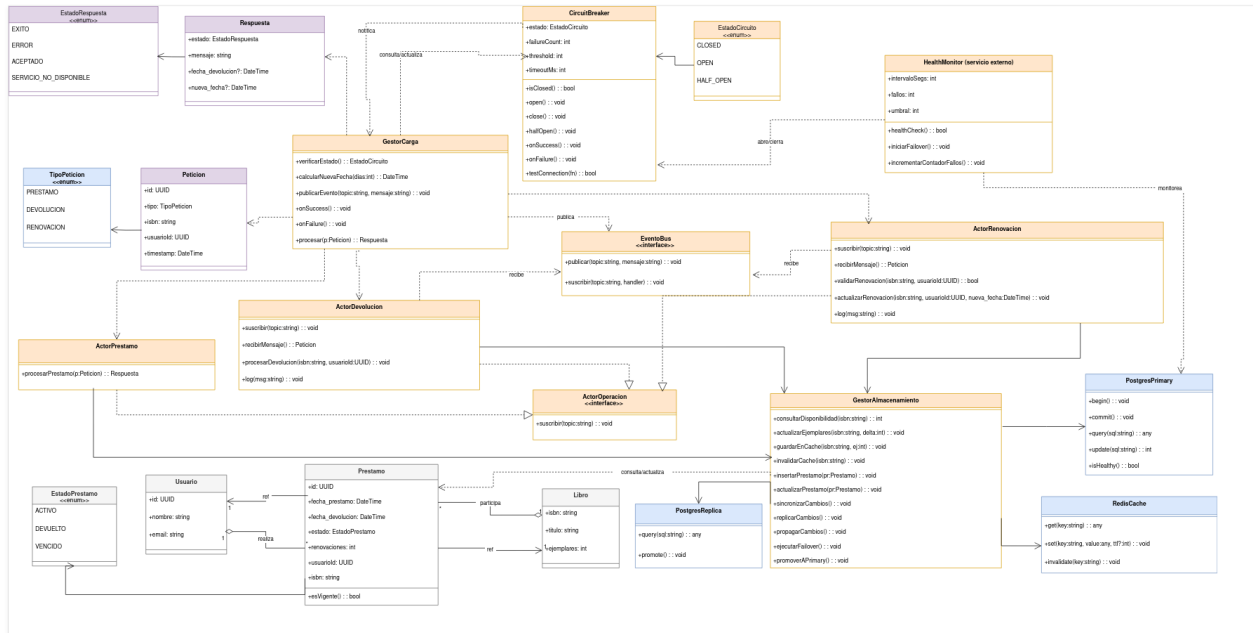 EstadoRespuesta
<<enum>>
EXITO
ERROR
ACEPTADO
SERVICIO_NO_DISPONIBLE
Respuesta
+estado: EstadoRespuesta
+mensaje: string
+fecha_devolucion?: DateTime
+nueva_fecha?: DateTime
notifica
consulta/actualiza
CircuitBreaker
+estado: EstadoCircuito
+failureCount: int
+threshold: int
+timeoutMs: int
+isClosed() : : bool
+open() : : void
+close() : : void
+halfOpen() : : void
+onSuccess() : : void
+onFailure() : : void
+testConnection(fn) : : bool
EstadoCircuito
<<enum>>
CLOSED
OPEN
HALF_OPEN
HealthMonitor (servicio externo)
+intervaloSegs: int
+fallos: int
+umbral: int
+healthCheck() : : bool
+iniciarFailover() : : void
+incrementarContadorFallos() : : void
abre/cierra
monitorea
GestorCarga
+verificarEstado() : : EstadoCircuito
+calcularNuevaFecha(dias:int) : : DateTime
+publicarEvento(topic:string, mensaje:string) : : void
+onSuccess() : : void
+onFailure() : : void
+procesar(p:Peticion) : : Respuesta
TipoPeticion
<<enum>>
PRESTAMO
DEVOLUCION
RENOVACION
Peticion
+id: UUID
+tipo: TipoPeticion
+isbn: string
+usuarioId: UUID
+timestamp: DateTime
publica
EventoBus
<<interface>>
+publicar(topic:string, mensaje:string) : : void
+suscribir(topic:string, handler) : : void
recibe
recibe
ActorRenovacion
+suscribir(topic:string) : : void
+recibirMensaje() : : Peticion
+validarRenovacion(isbn:string, usuarioId:UUID) : : bool
+actualizarRenovacion(isbn:string, usuarioId:UUID, nueva_fecha:DateTime) : : void
+log(msg:string) : : void
ActorDevolucion
+suscribir(topic:string) : : void
+recibirMensaje() : : Peticion
+procesarDevolucion(isbn:string, usuarioId:UUID) : : void
+log(msg:string) : : void
ActorPrestamo
+procesarPrestamo(p:Peticion) : : Respuesta
ActorOperacion
<<interface>>
+suscribir(topic:string) : : void
GestorAlmacenamiento
+consultarDisponibilidad(isbn:string) : : int
+actualizarEjemplares(isbn:string, delta:int) : : void
+guardarEnCache(isbn:string, ej:int) : : void
+invalidarCache(isbn:string) : : void
+insertarPrestamo(pr:Prestamo) : : void
+actualizarPrestamo(pr:Prestamo) : : void
+sincronizarCambios() : : void
+replicarCambios() : : void
+propagarCambios() : : void
+ejecutarFailover() : : void
+promoverAPrimary() : : void
PostgresPrimary
+begin() : : void
+commit() : : void
+query(sql:string) : : any
+update(sql:string) : : int
+isHealthy() : : bool
RedisCache
+get(key:string) : : any
+set(key:string, value:any, ttl?:int) : : void
+invalidate(key:string) : : void
PostgresReplica
+query(sql:string) : : any
+promote() : : void
consulta/actualiza
EstadoPrestamo
<<enum>>
ACTIVO
DEVUELTO
VENCIDO
Usuario
+id: UUID
+nombre: string
+email: string
ref
1
1
realiza
*
Prestamo
+id: UUID
+fecha_prestamo: DateTime
+fecha_devolucion: DateTime
+estado: EstadoPrestamo
+renovaciones: int
+usuarioId: UUID
+isbn: string
+esVigente() : : bool
participa
*
1
ref
1
Libro
+isbn: string
+titulo: string
+ejemplares: int